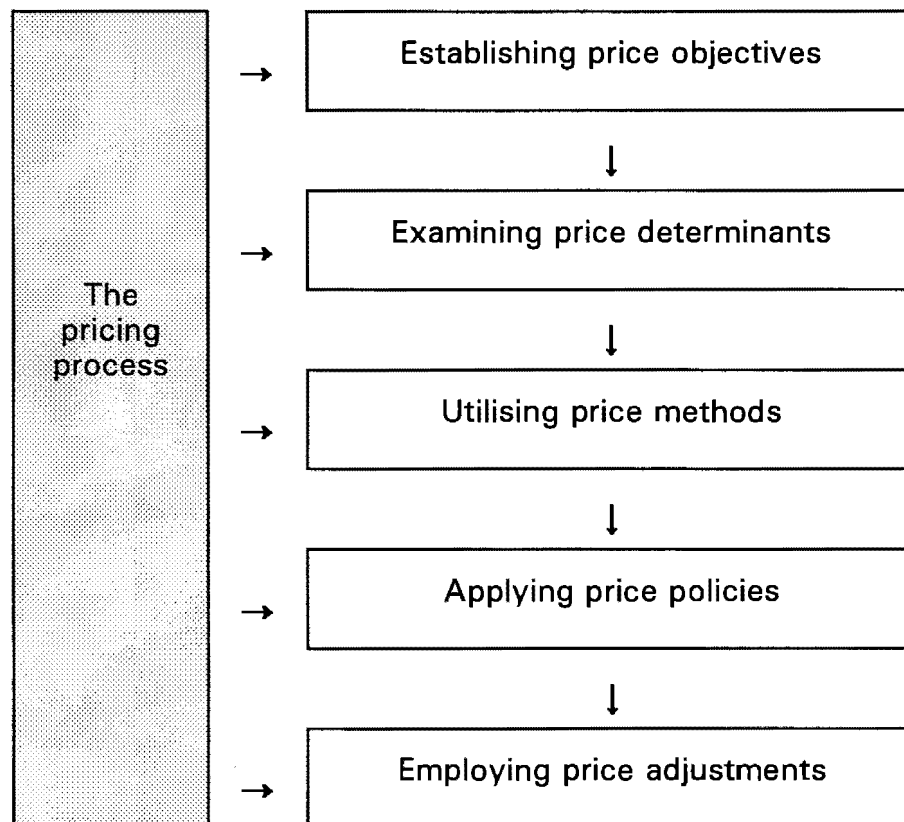 The
pricing
process
Establishing price objectives
Examining price determinants
Utilising price methods
Applying price policies
Employing price adjustments